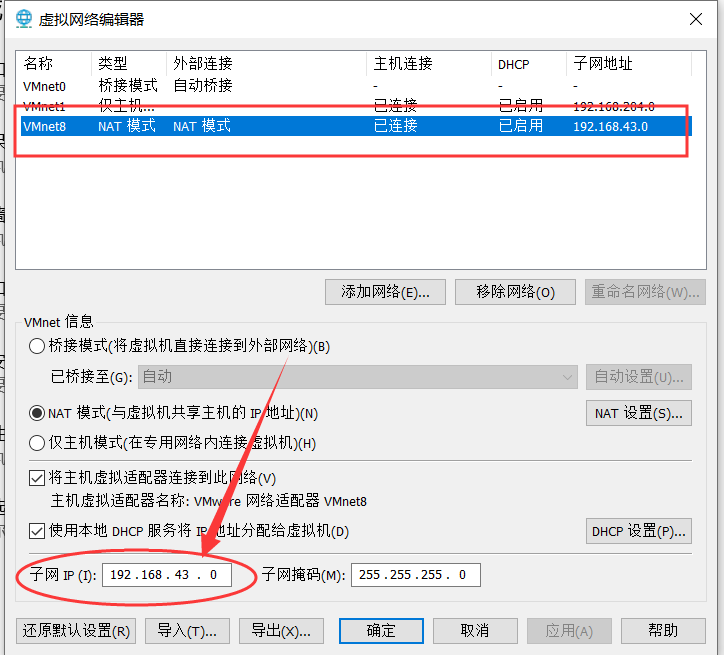 虚拟网络编辑器
名称 类型 外部连接 主机连接 DHCP 子网地址
VMnet0 桥接模式 自动桥接 - - -
VMnet1 仅主机... - 已连接 已启用 192.168.204.0
VMnet8 NAT 模式 NAT 模式 已连接 已启用 192.168.43.0
添加网络(E)... 移除网络(O) 重命名网络(W)...
VMnet 信息
桥接模式(将虚拟机直接连接到外部网络)(B)
已桥接至(G): 自动 自动设置(U)...
NAT 模式(与虚拟机共享主机的 IP 地址)(N) NAT 设置(S)...
仅主机模式(在专用网络内连接虚拟机)(H)
将主机虚拟适配器连接到此网络(V)
主机虚拟适配器名称: VMware 网络适配器 VMnet8
使用本地 DHCP 服务将 IP 地址分配给虚拟机(D) DHCP 设置(P)...
子网 IP (I): 192.168. 43 . 0 子网掩码(M): 255.255.255. 0
还原默认设置(R) 导入(T)... 导出(X)... 确定 取消 应用(A) 帮助